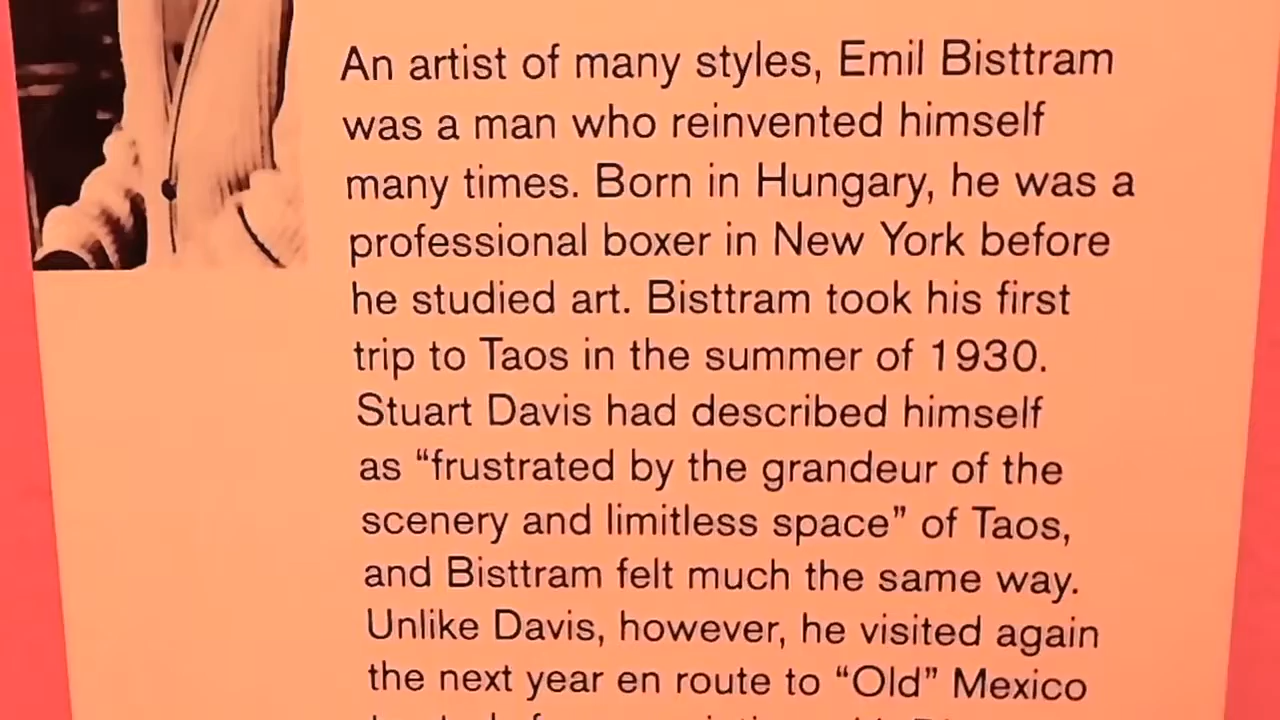 An artist of many styles, Emil Bisttram
was a man who reinvented himself
many times. Born in Hungary, he was a
professional boxer in New York before
he studied art. Bisttram took his first
trip to Taos in the summer of 1930.
Stuart Davis had described himself
as “frustrated by the grandeur of the
scenery and limitless space” of Taos,
and Bisttram felt much the same way.
Unlike Davis, however, he visited again
the next year en route to “Old” Mexico